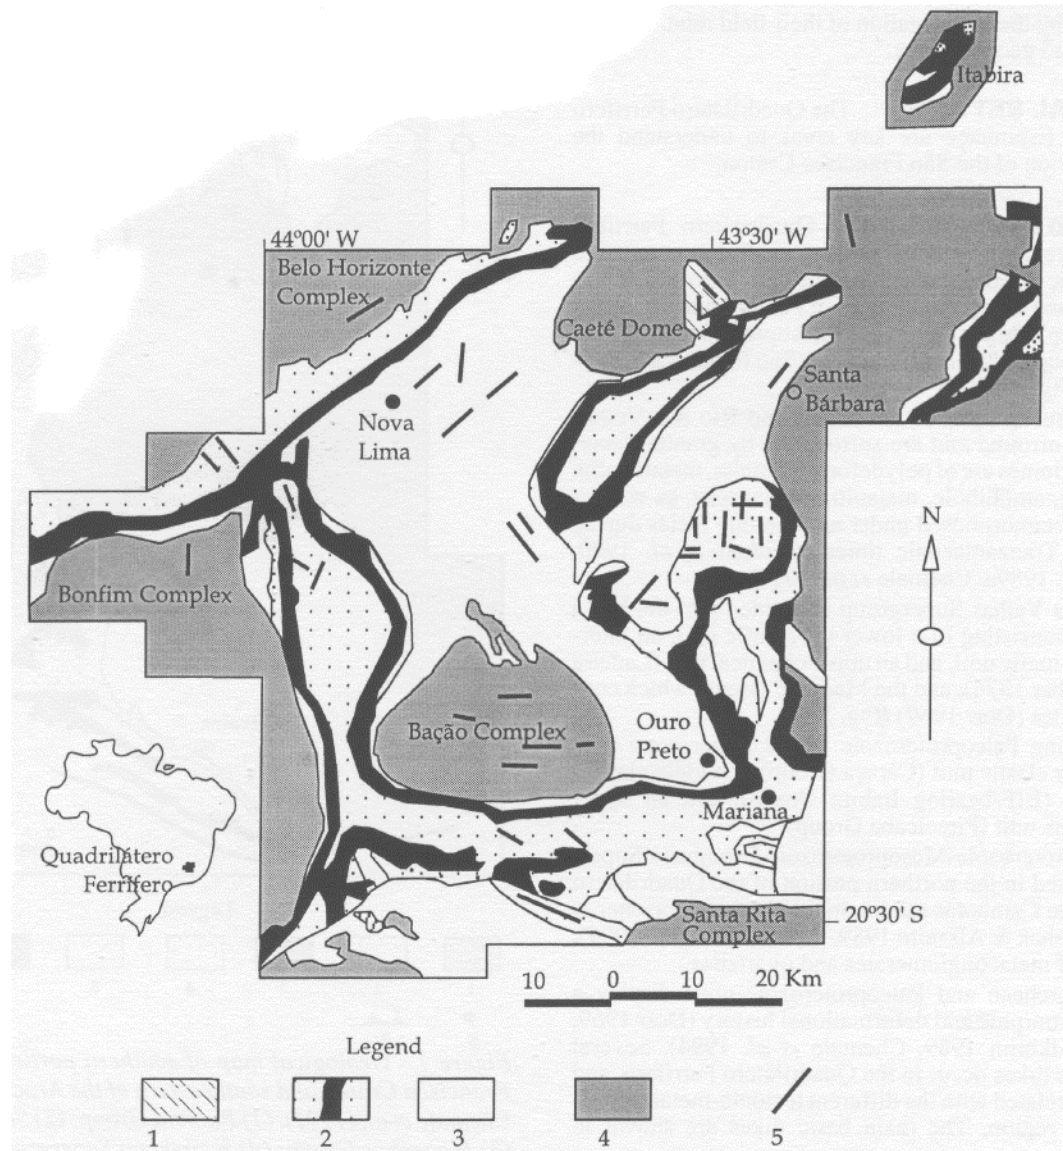 Itabira
44º00' W
43º30' W
Belo Horizonte
Complex
Caeté Dome
Santa
Bárbara
Nova
Lima
N
Bonfim Complex
Ouro
Preto
Bação Complex
Mariana
Quadrilátero
Ferrífero
Santa Rita
Complex
20º30' S
10 0 10 20 Km
Legend
1 2 3 4 5